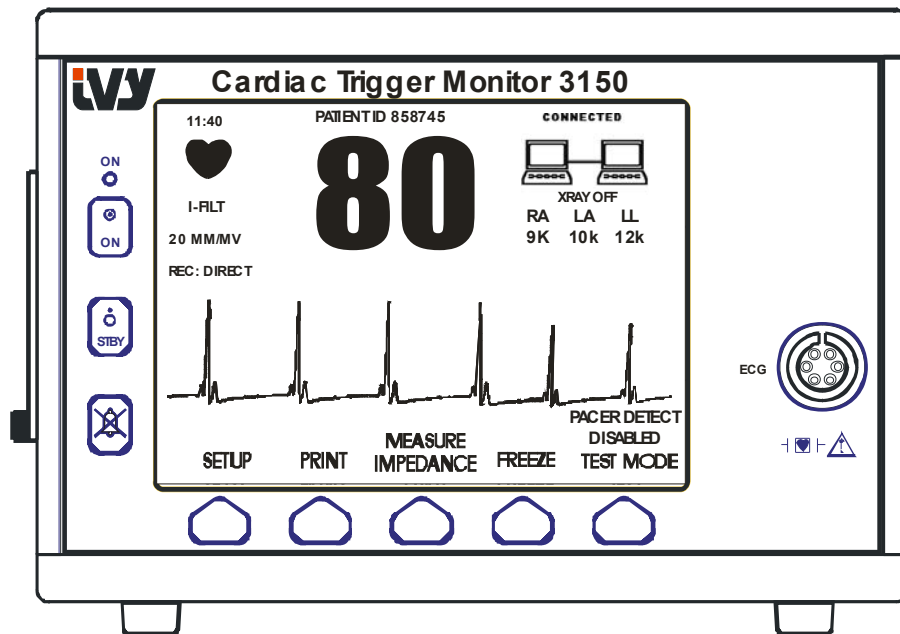 ivy
Cardiac Trigger Monitor 3150
11:40
PATIENT ID 858745
CONNECTED
80
XRAY OFF
RA LA LL
9K 10k 12k
I-FILT
20 MM/MV
REC: DIRECT
ON
ON
STBY
ECG
PACER DETECT
DISABLED
SETUP
PRINT
MEASURE
IMPEDANCE
FREEZE
TEST MODE